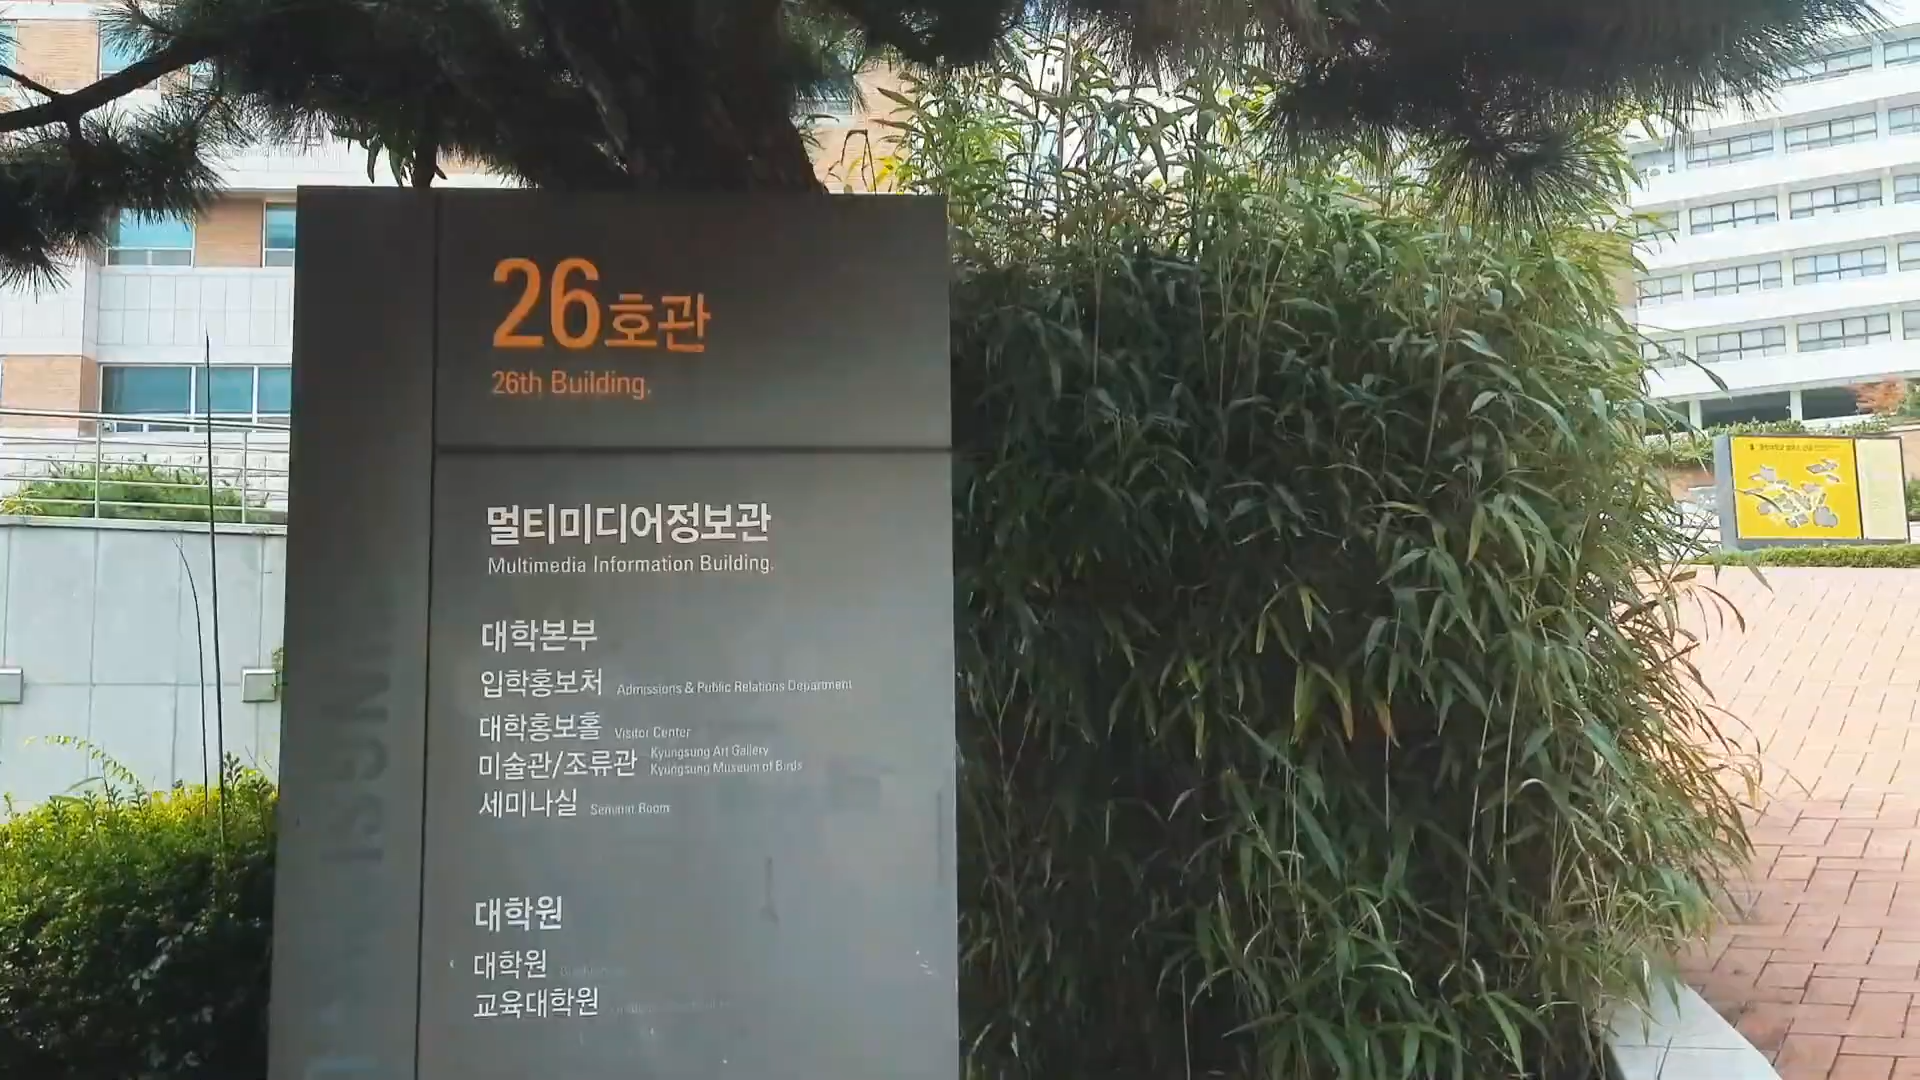 26호관
26th Building.
멀티미디어정보관
Multimedia Information Building.
대학본부
입학홍보처 Admissions & Public Relations Department
대학홍보홀 Visitor Center
미술관/조류관 Kyungsung Art Gallery
Kyungsung Museum of Birds
세미나실 Seminar Room
대학원
대학원
교육대학원